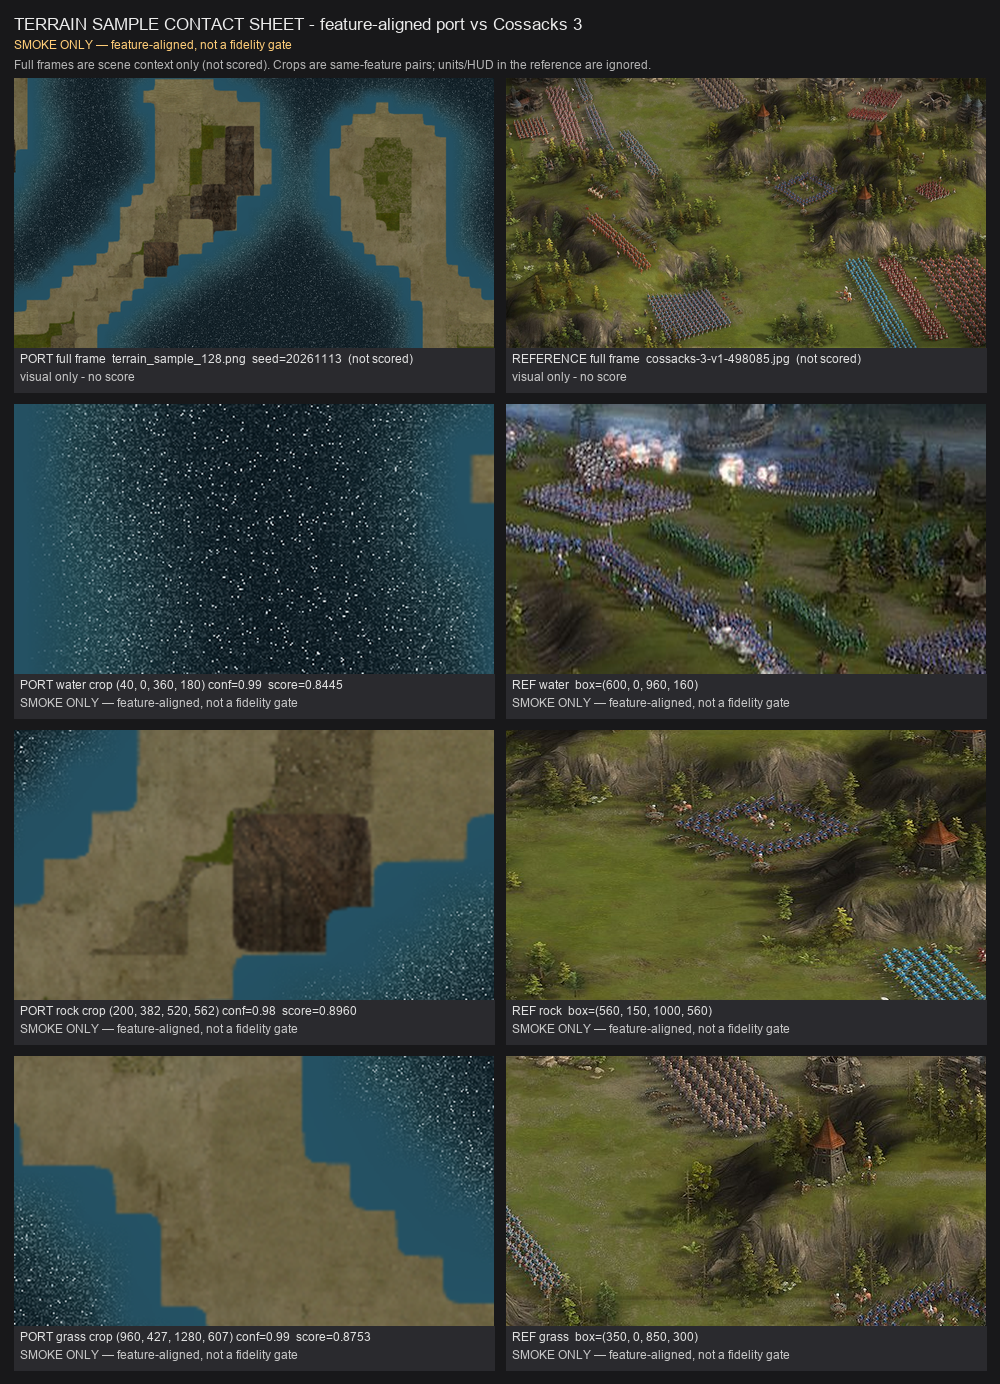 TERRAIN SAMPLE CONTACT SHEET - feature-aligned port vs Cossacks 3
SMOKE ONLY — feature-aligned, not a fidelity gate
Full frames are scene context only (not scored). Crops are same-feature pairs; units/HUD in the reference are ignored.
PORT full frame  terrain_sample_128.png  seed=20261113  (not scored)
visual only - no score
REFERENCE full frame  cossacks-3-v1-498085.jpg  (not scored)
visual only - no score
PORT water crop (40, 0, 360, 180) conf=0.99  score=0.8445
SMOKE ONLY — feature-aligned, not a fidelity gate
REF water  box=(600, 0, 960, 160)
SMOKE ONLY — feature-aligned, not a fidelity gate
PORT rock crop (200, 382, 520, 562) conf=0.98  score=0.8960
SMOKE ONLY — feature-aligned, not a fidelity gate
REF rock  box=(560, 150, 1000, 560)
SMOKE ONLY — feature-aligned, not a fidelity gate
PORT grass crop (960, 427, 1280, 607) conf=0.99  score=0.8753
SMOKE ONLY — feature-aligned, not a fidelity gate
REF grass  box=(350, 0, 850, 300)
SMOKE ONLY — feature-aligned, not a fidelity gate